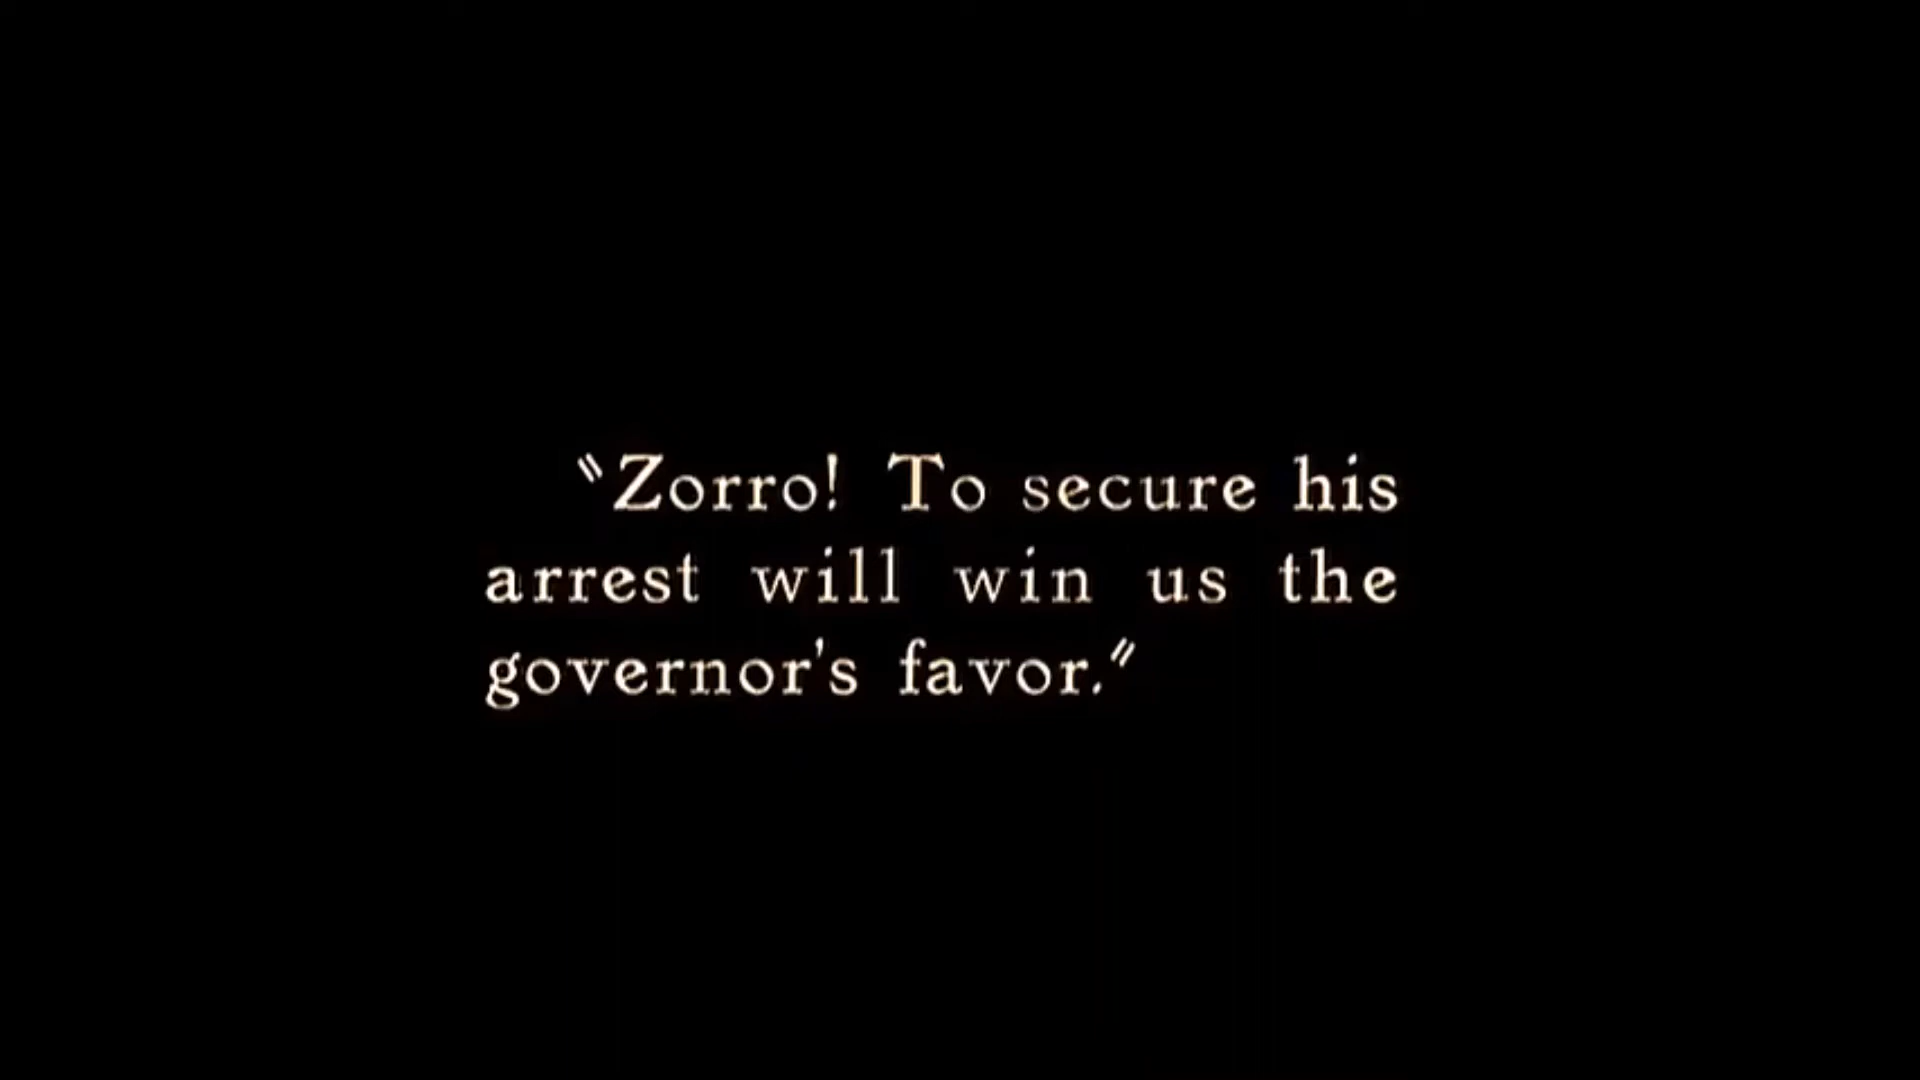 "Zorro! To secure his
arrest will win us the
governor's favor."